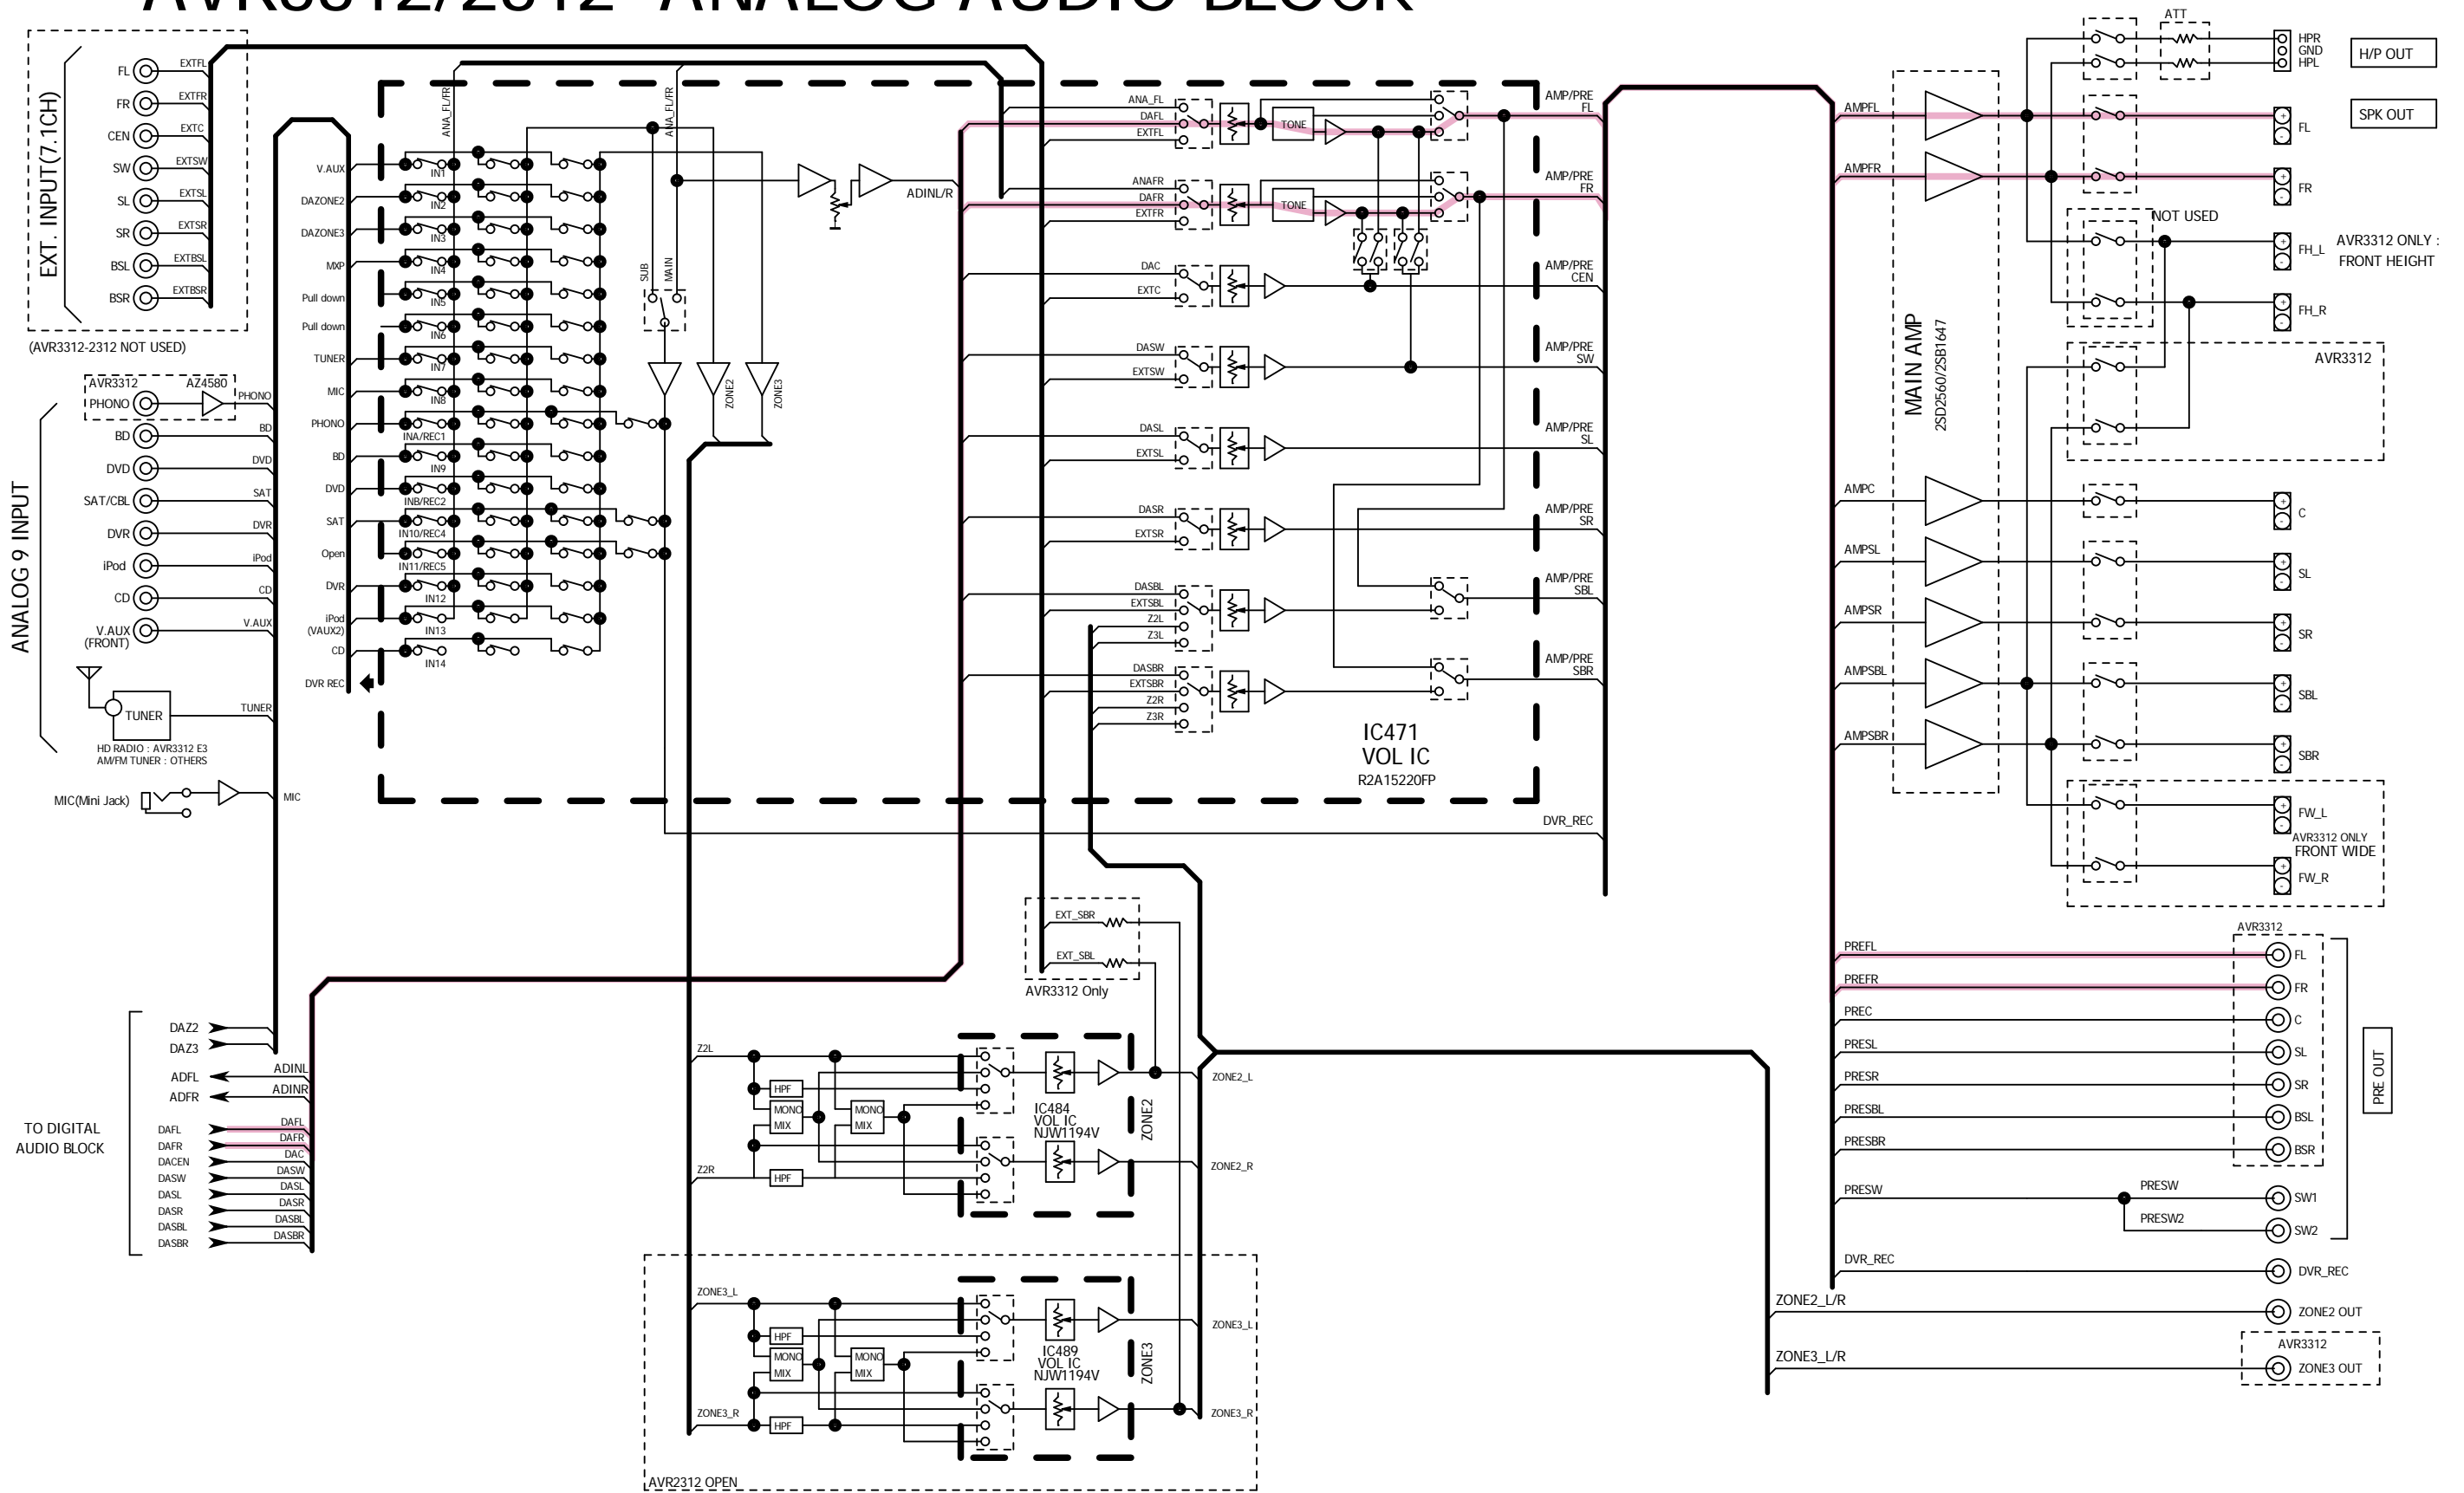 AVR3312/2312 ANALOG AUDIO BLOCK
EXT. INPUT(7.1CH)
FL
EXTFL
FR
EXTFR
CEN
EXTC
SW
EXTSW
SL
EXTSL
SR
EXTSR
BSL
EXTBSL
BSR
EXTBSR
(AVR3312-2312 NOT USED)
ANALOG 9 INPUT
AVR3312
AZ4580
PHONO
PHONO
BD
BD
DVD
DVD
SAT/CBL
SAT
DVR
DVR
iPod
iPod
CD
CD
V.AUX
(FRONT)
V.AUX
TUNER
TUNER
HD RADIO : AVR3312 E3
AM/FM TUNER : OTHERS
MIC(Mini Jack)
MIC
V.AUX
IN1
DAZONE2
IN2
DAZONE3
IN3
MXP
IN4
Pull down
IN5
Pull down
IN6
TUNER
IN7
MIC
IN8
PHONO
INA/REC1
BD
IN9
DVD
INB/REC2
SAT
IN10/REC4
Open
IN11/REC5
DVR
IN12
iPod
(VAUX2)
IN13
CD
IN14
DVR REC
ANA_FL/FR
ANA_FL/FR
SUB
MAIN
ZONE2
ZONE3
ADINL/R
ANA_FL
DAFL
EXTFL
TONE
AMP/PRE
FL
ANAFR
DAFR
EXTFR
TONE
AMP/PRE
FR
DAC
EXTC
AMP/PRE
CEN
DASW
EXTSW
AMP/PRE
SW
DASL
EXTSL
AMP/PRE
SL
DASR
EXTSR
AMP/PRE
SR
DASBL
EXTSBL
Z2L
Z3L
AMP/PRE
SBL
DASBR
EXTSBR
Z2R
Z3R
AMP/PRE
SBR
IC471
VOL IC
R2A15220FP
DVR_REC
EXT_SBR
EXT_SBL
AVR3312 Only
TO DIGITAL
AUDIO BLOCK
DAZ2
DAZ3
ADFL
ADINL
ADFR
ADINR
DAFL
DAFL
DAFR
DAFR
DACEN
DAC
DASW
DASW
DASL
DASL
DASR
DASR
DASBL
DASBL
DASBR
DASBR
Z2L
HPF
MONO
MIX
MONO
MIX
Z2R
HPF
IC484
VOL IC
NJW1194V
ZONE2
ZONE2_L
ZONE2_R
ZONE3_L
HPF
MONO
MIX
MONO
MIX
ZONE3_R
HPF
IC489
VOL IC
NJW1194V
ZONE3
ZONE3_L
ZONE3_R
AVR2312 OPEN
MAIN AMP
2SD2560/2SB1647
AMPFL
AMPFR
AMPC
AMPSL
AMPSR
AMPSBL
AMPSBR
ATT
HPR
GND
HPL
H/P OUT
SPK OUT
+
-
FL
+
-
FR
NOT USED
+
-
FH_L
AVR3312 ONLY :
FRONT HEIGHT
+
-
FH_R
AVR3312
+
-
C
+
-
SL
+
-
SR
+
-
SBL
+
-
SBR
+
-
FW_L
AVR3312 ONLY
FRONT WIDE
+
-
FW_R
AVR3312
PREFL
FL
PREFR
FR
PREC
C
PRESL
SL
PRESR
SR
PRESBL
BSL
PRESBR
BSR
PRESW
PRESW
SW1
PRESW2
SW2
PRE OUT
DVR_REC
DVR_REC
ZONE2_L/R
ZONE2 OUT
AVR3312
ZONE3_L/R
ZONE3 OUT